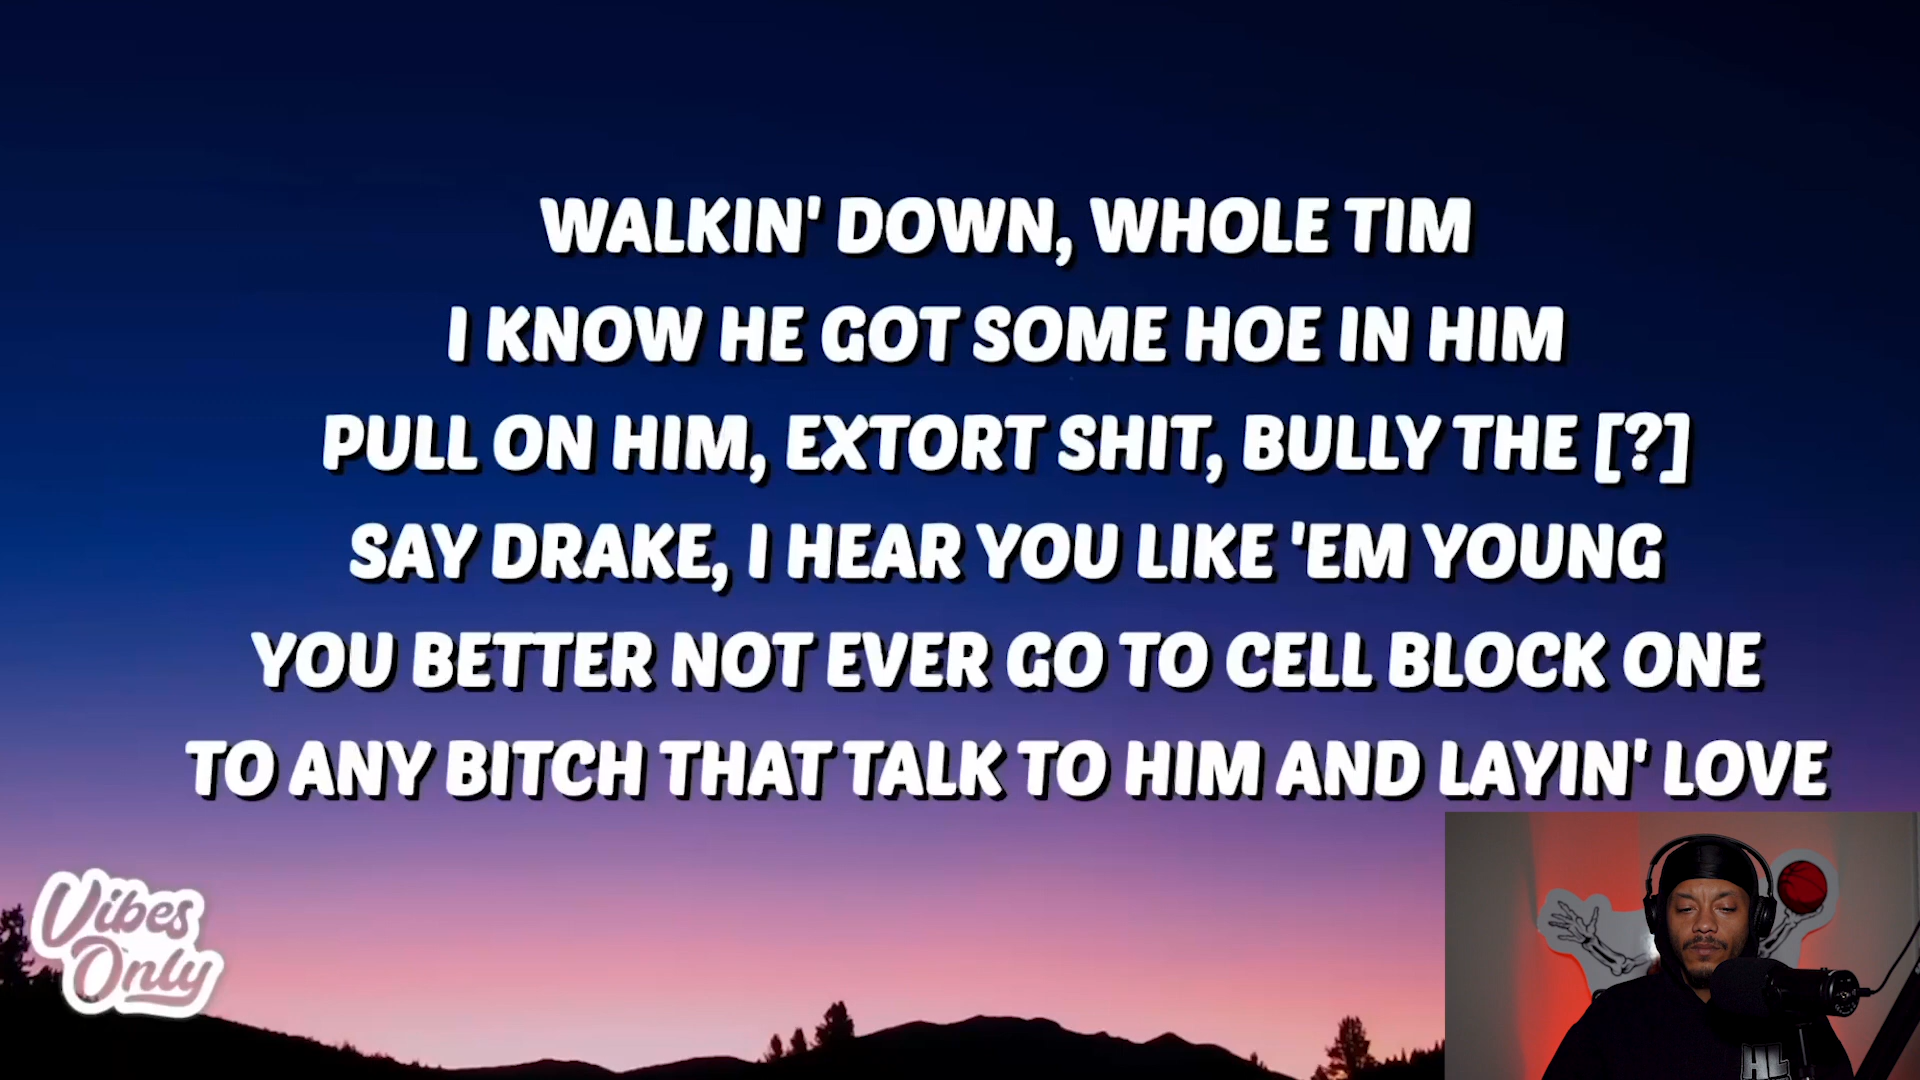 WALKIN' DOWN, WHOLE TIM
I KNOW HE GOT SOME HOE IN HIM
PULL ON HIM, EXTORT SHIT, BULLY THE [?]
SAY DRAKE, I HEAR YOU LIKE 'EM YOUNG
YOU BETTER NOT EVER GO TO CELL BLOCK ONE
TO ANY BITCH THAT TALK TO HIM AND LAYIN' LOVE
Vibes
Only
HL